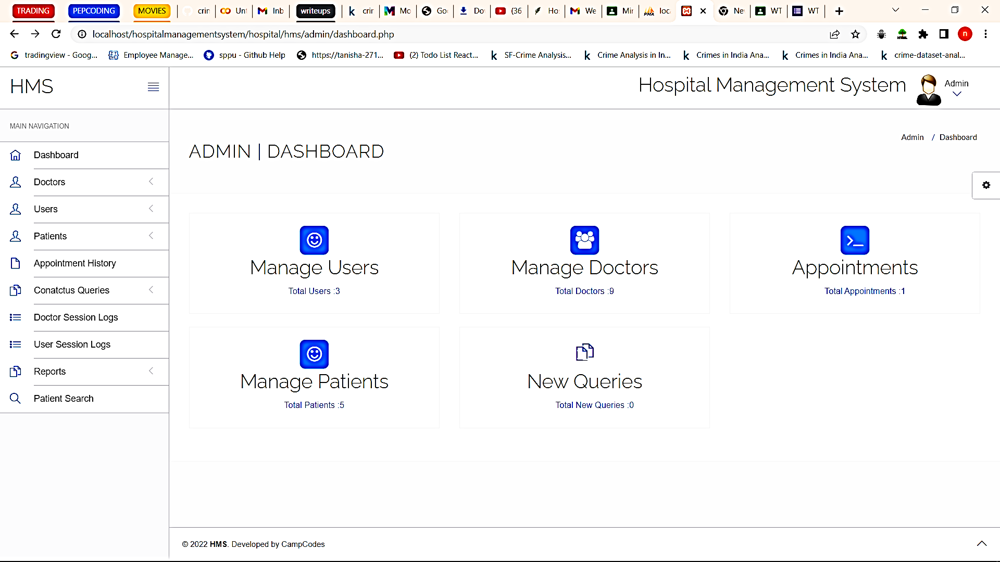 TRADING PEPCODING MOVIES crin Unt Inb writeups crir Mo Go Do (36 Ho We Mir loc Ne WT WT
localhost/hospitalmanagementsystem/hospital/hms/admin/dashboard.php n
tradingview - Goog... Employee Manage... sppu - Github Help https://tanisha-271... (2) Todo List React... SF-Crime Analysis... Crime Analysis in In... Crimes in India Ana... Crimes in India Ana... crime-dataset-anal...
HMS
Hospital Management System
Admin
MAIN NAVIGATION
Dashboard
Doctors
Users
Patients
Appointment History
Conatctus Queries
Doctor Session Logs
User Session Logs
Reports
Patient Search
ADMIN | DASHBOARD
Admin / Dashboard
Manage Users
Total Users :3
Manage Doctors
Total Doctors :9
Appointments
Total Appointments :1
Manage Patients
Total Patients :5
New Queries
Total New Queries :0
© 2022 HMS. Developed by CampCodes